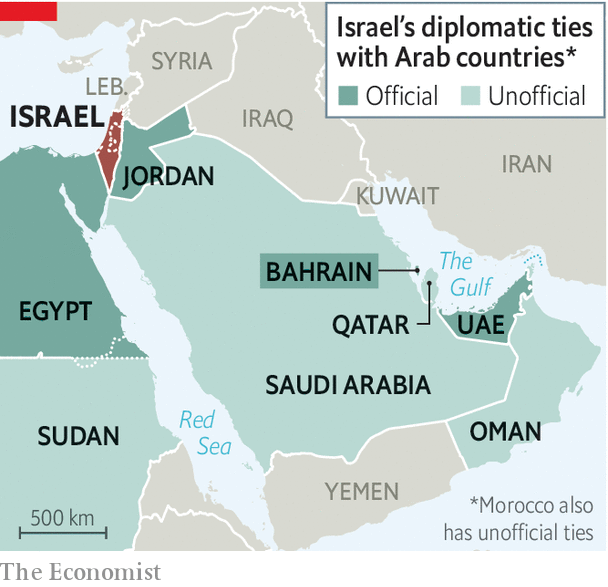 Israel's diplomatic ties
with Arab countries*
Official
Unofficial
SYRIA
LEB.
ISRAEL
IRAQ
IRAN
JORDAN
KUWAIT
BAHRAIN
The
Gulf
EGYPT
QATAR
UAE
SAUDI ARABIA
Red
Sea
SUDAN
OMAN
YEMEN
500 km
*Morocco also
has unofficial ties
The Economist